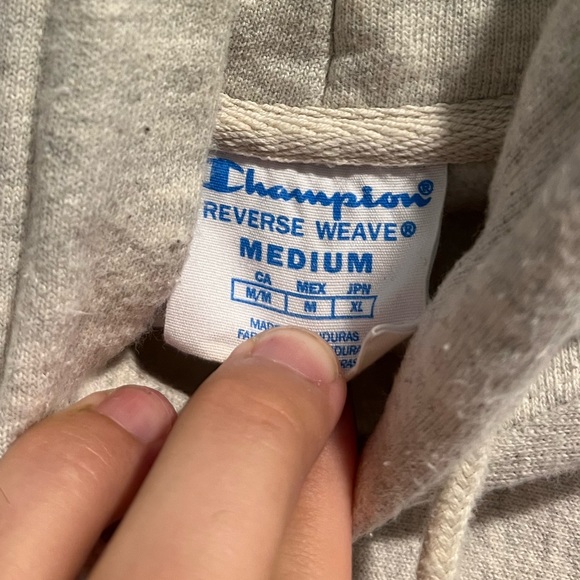 Champion®
REVERSE WEAVE®
MEDIUM
CA MEX JPN
M/M M XL